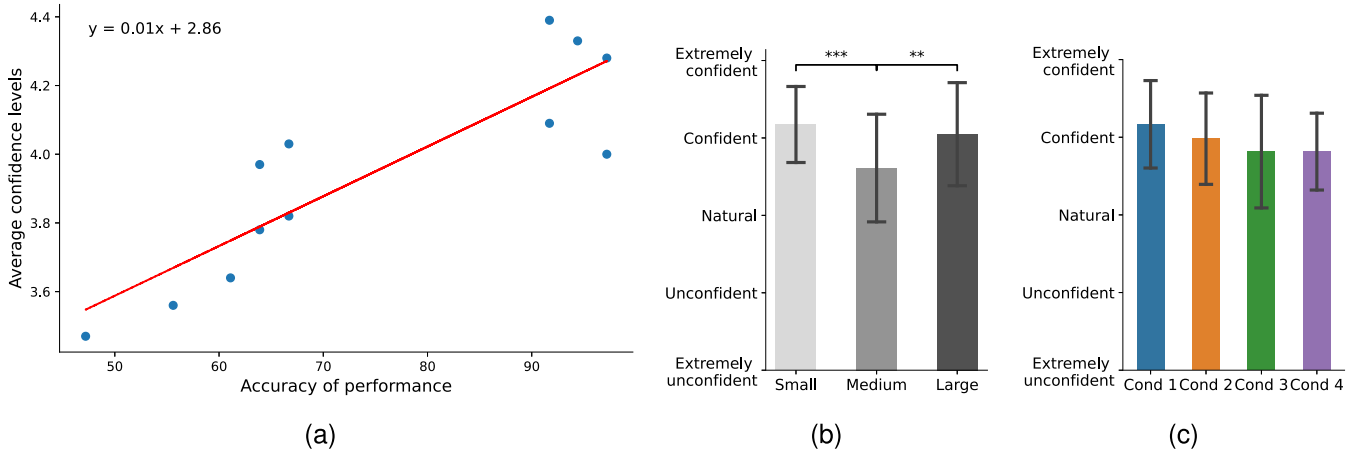 y = 0.01x + 2.86
Average confidence levels
4.4
4.2
4.0
3.8
3.6
50
60
70
80
90
Accuracy of performance
(a)
Extremely
confident
Confident
Natural
Unconfident
Extremely
unconfident
***
**
Small
Medium
Large
(b)
Extremely
confident
Confident
Natural
Unconfident
Extremely
unconfident
Cond 1
Cond 2
Cond 3
Cond 4
(c)